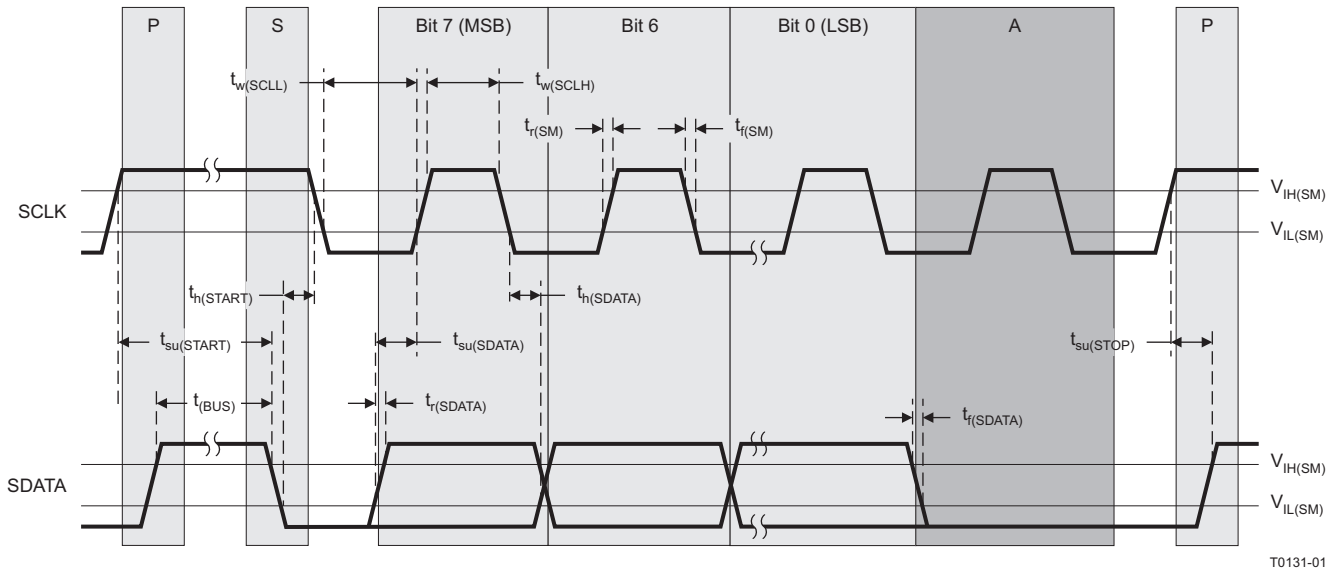 P S Bit 7 (MSB) Bit 6 Bit 0 (LSB) A P
tw(SCLL) tw(SCLH)
tr(SM) tf(SM)
SCLK
VIH(SM)
VIL(SM)
th(START) th(SDATA)
tsu(START) tsu(SDATA) tsu(STOP)
t(BUS) tr(SDATA) tf(SDATA)
SDATA
VIH(SM)
VIL(SM)
T0131-01